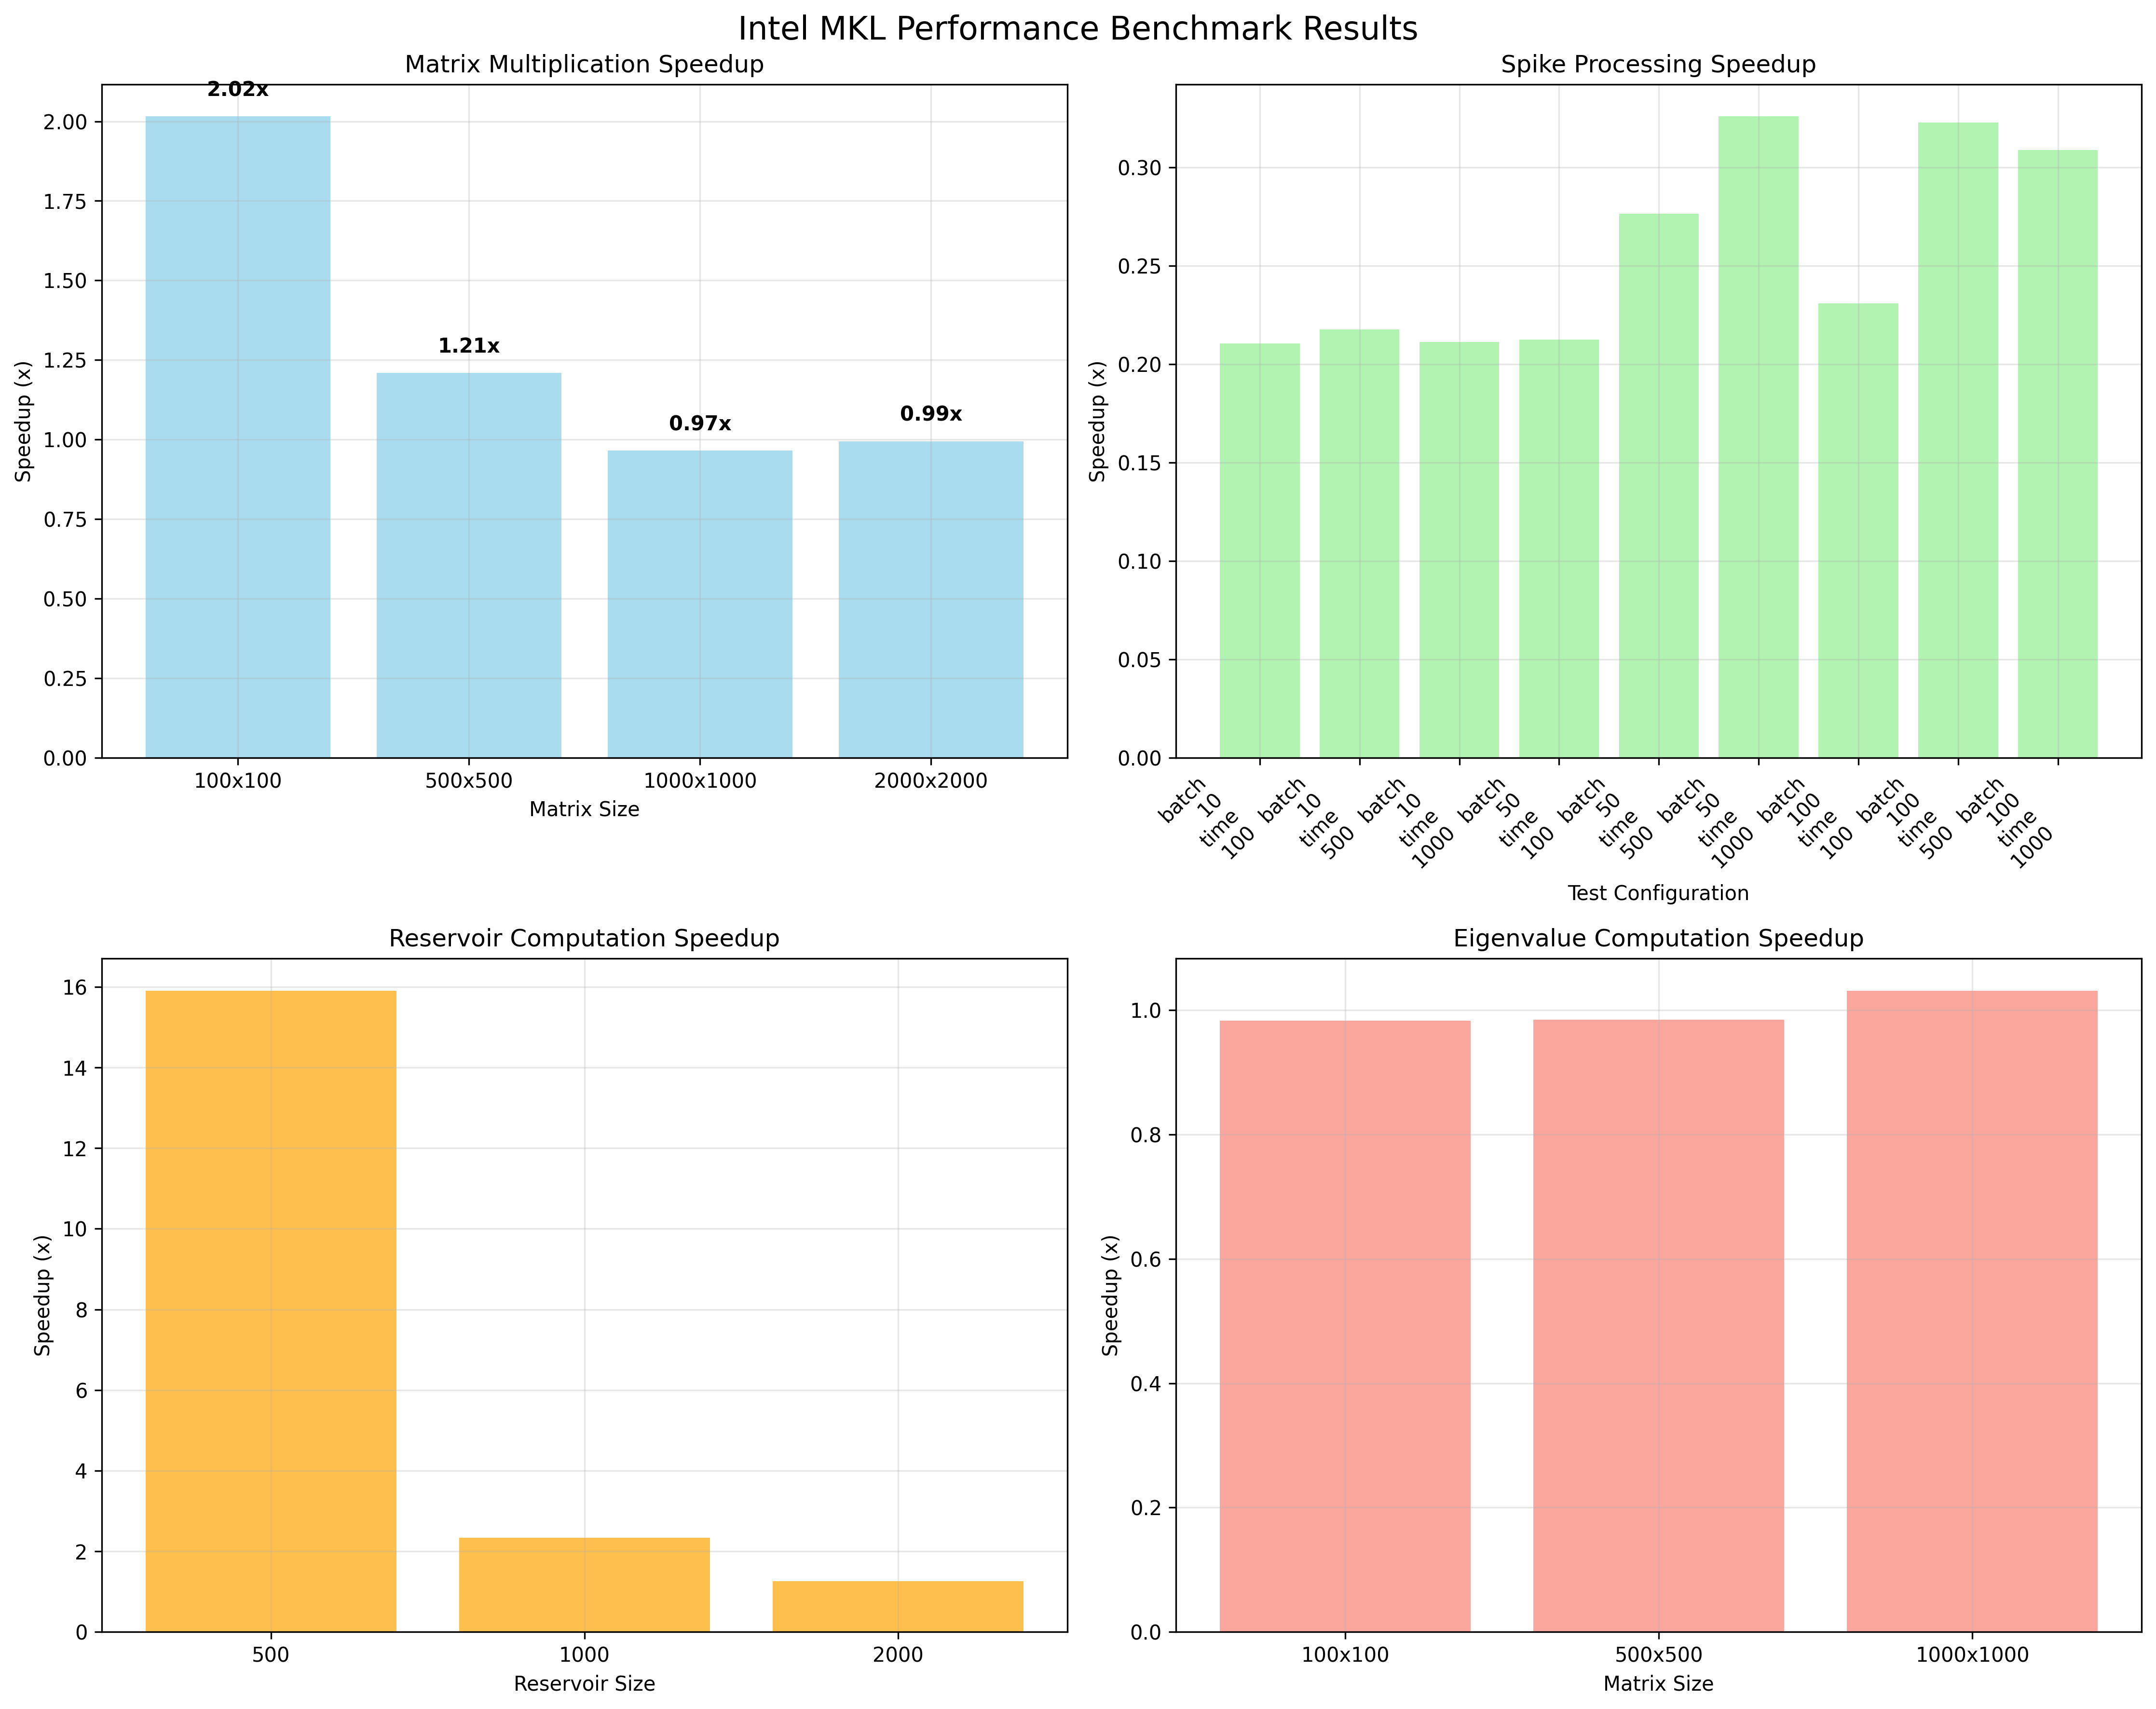 Intel MKL Performance Benchmark Results
Matrix Multiplication Speedup
2.02x
1.21x
0.97x
0.99x
2.00
1.75
1.50
1.25
1.00
0.75
0.50
0.25
0.00
Speedup (x)
100x100
500x500
1000x1000
2000x2000
Matrix Size
Spike Processing Speedup
0.30
0.25
0.20
0.15
0.10
0.05
0.00
Speedup (x)
batch
10
time
100
batch
10
time
500
batch
10
time
1000
batch
50
time
100
batch
50
time
500
batch
50
time
1000
batch
100
time
100
batch
100
time
500
batch
100
time
1000
Test Configuration
Reservoir Computation Speedup
16
14
12
10
8
6
4
2
0
Speedup (x)
500
1000
2000
Reservoir Size
Eigenvalue Computation Speedup
1.0
0.8
0.6
0.4
0.2
0.0
Speedup (x)
100x100
500x500
1000x1000
Matrix Size